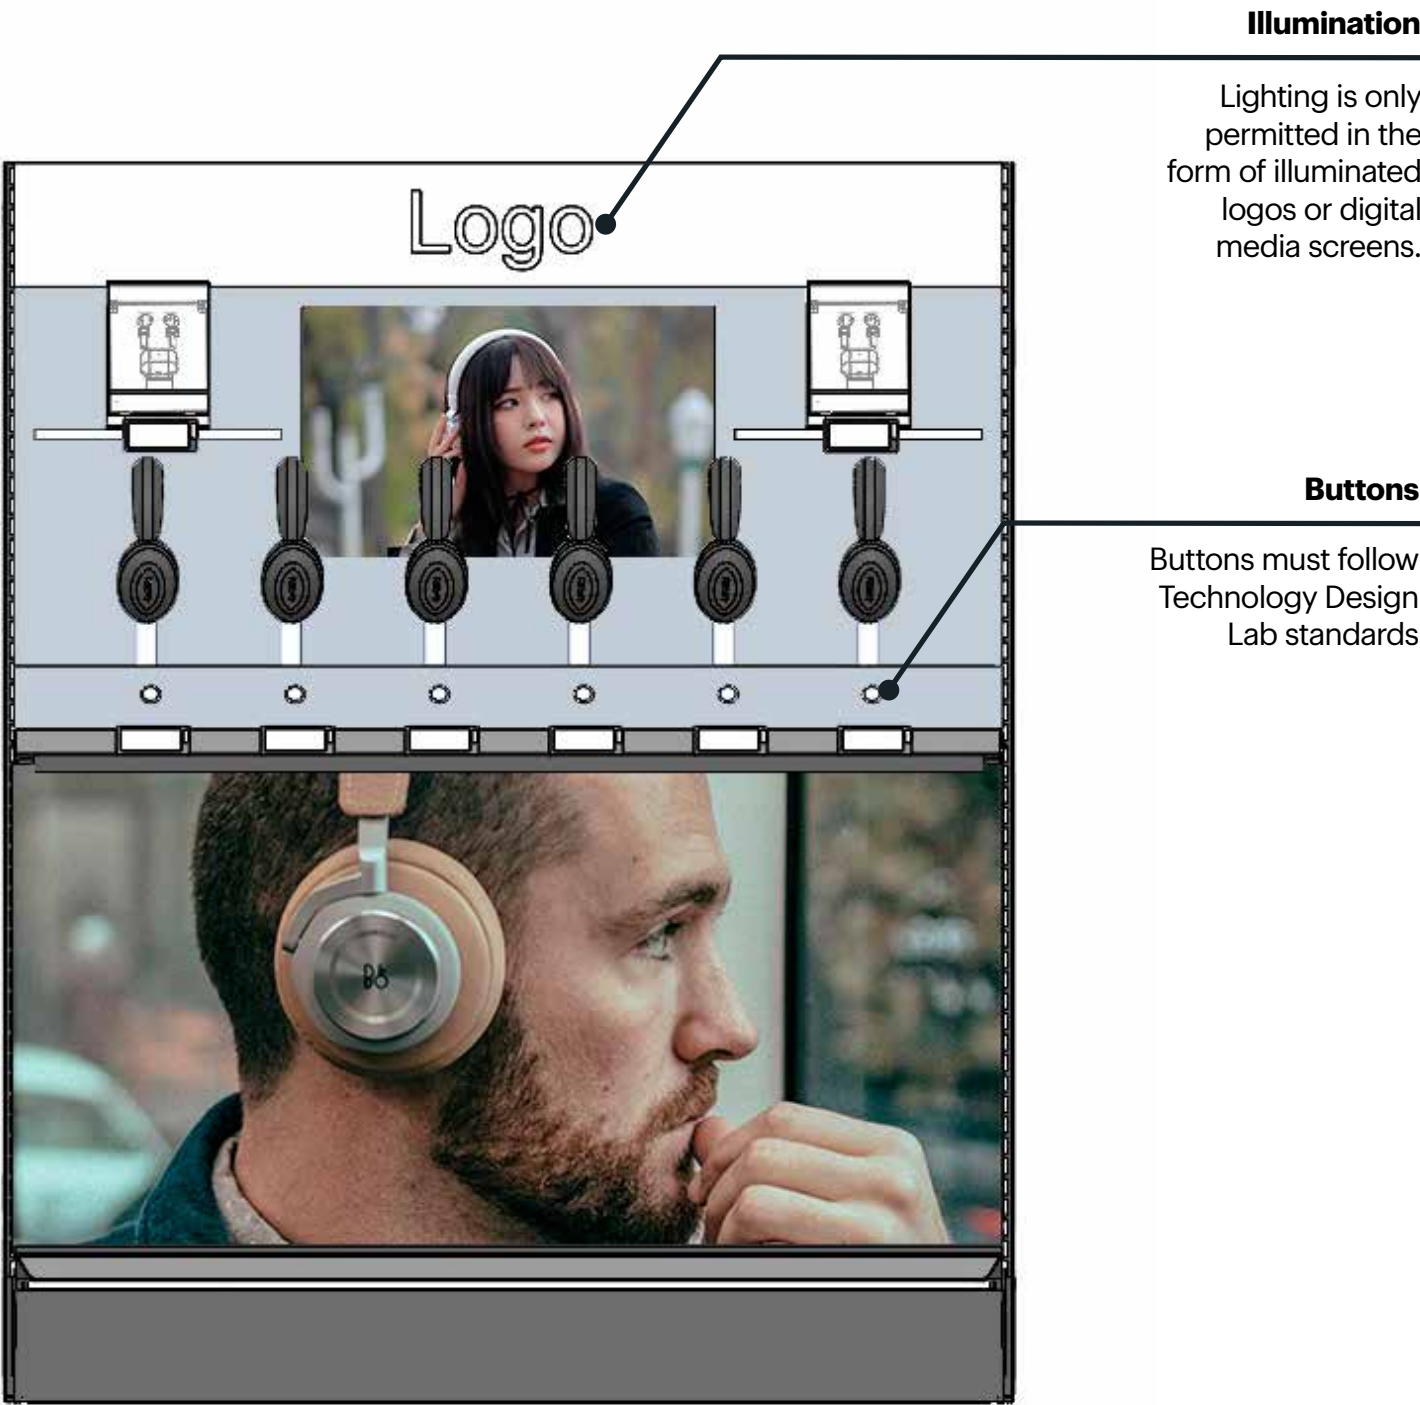 Illumination
Lighting is only
permitted in the
form of illuminated
logos or digital
media screens.
Logo
Buttons
Buttons must follow
Technology Design
Lab standards
B&O